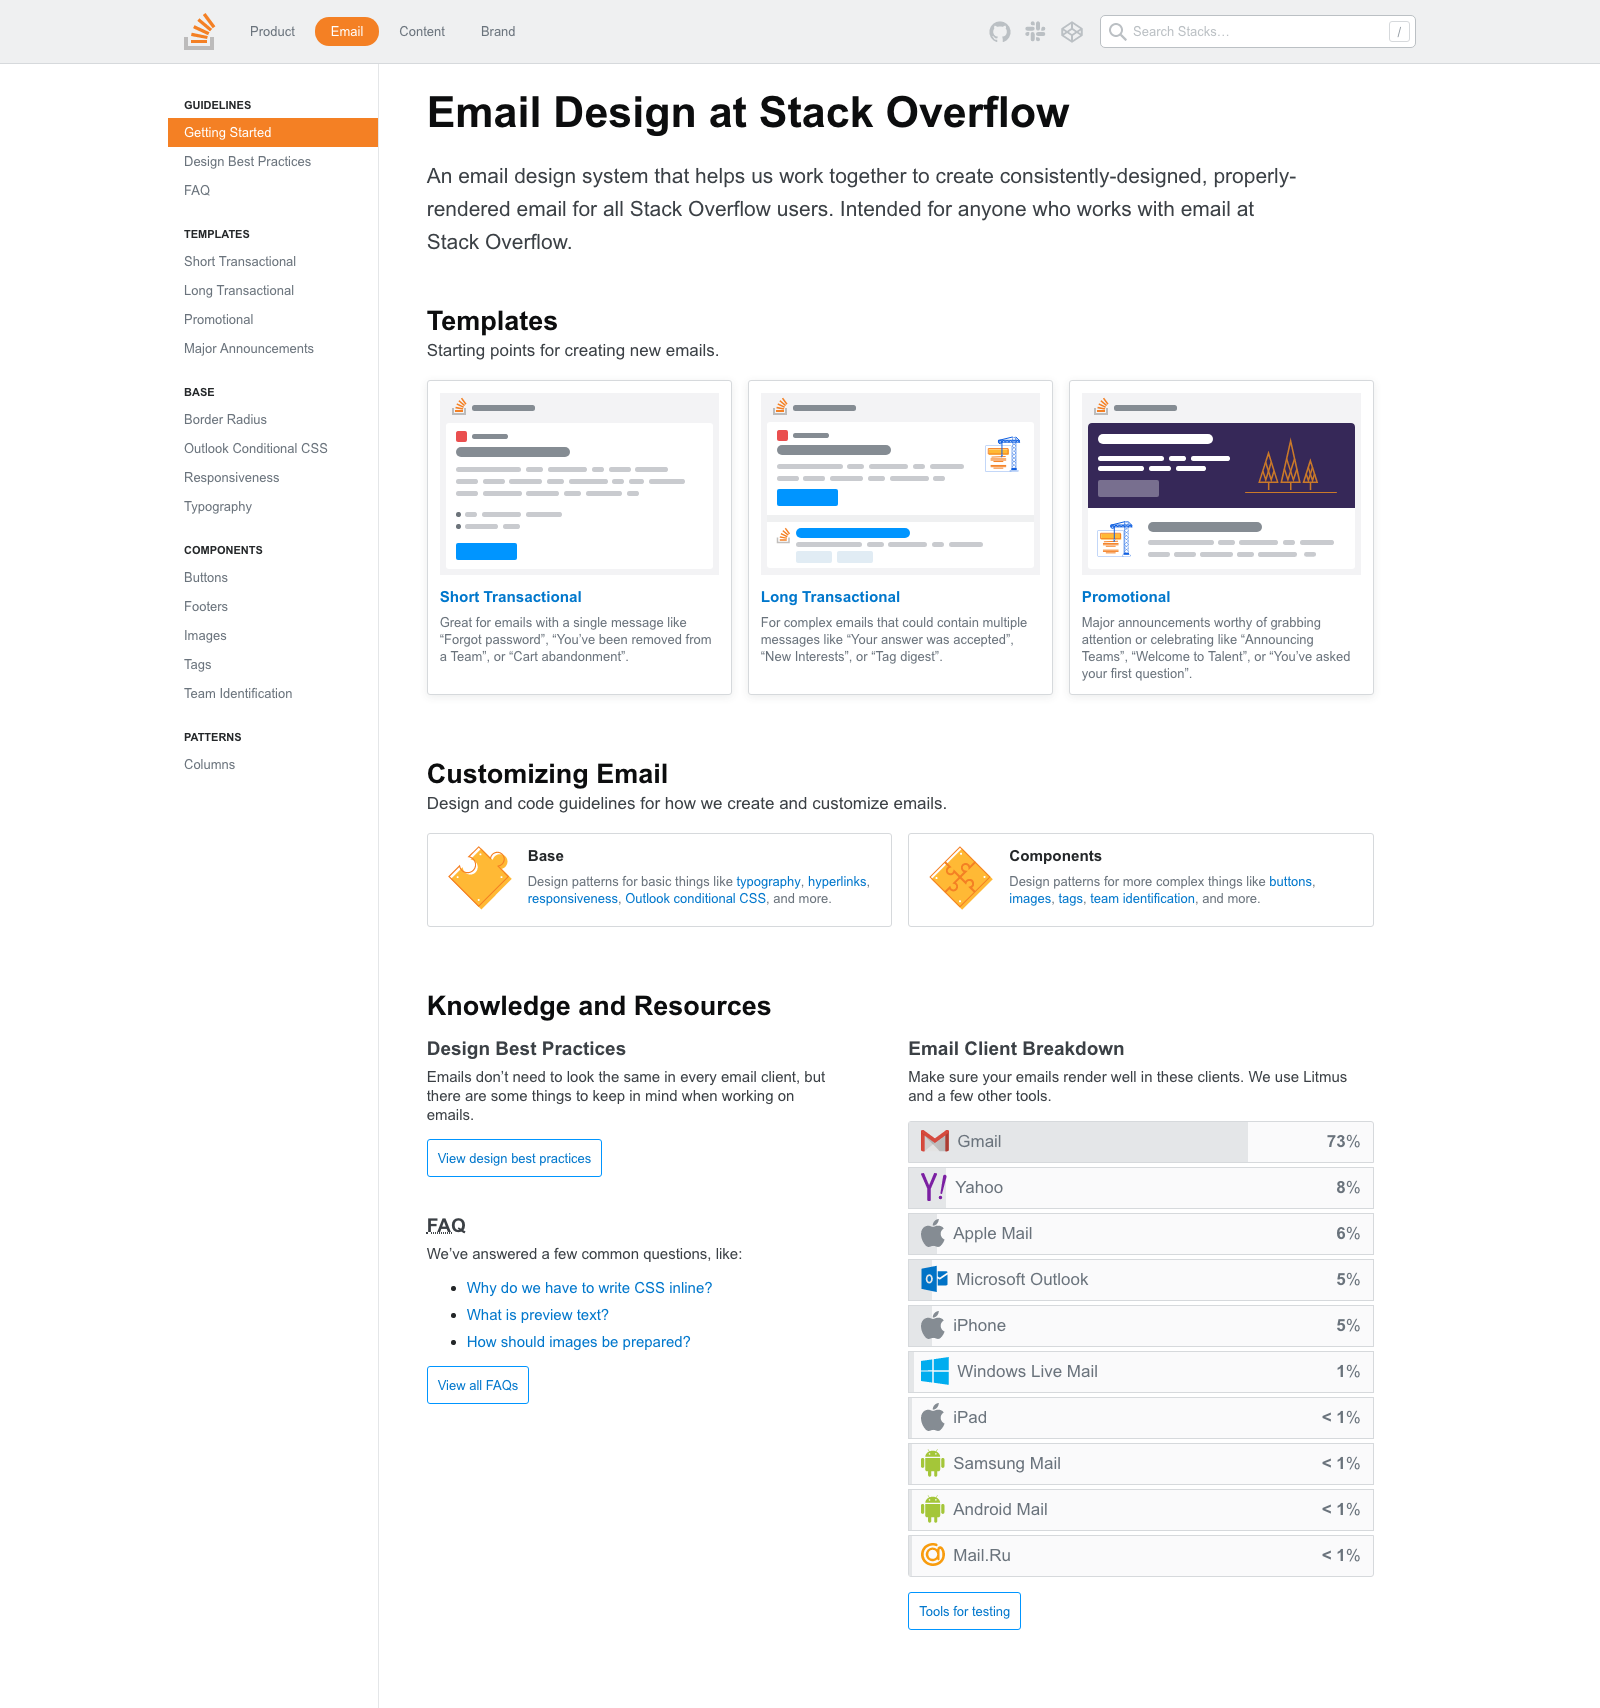 Product
Email
Content
Brand
Search Stacks…
/
GUIDELINES
Getting Started
Design Best Practices
FAQ
TEMPLATES
Short Transactional
Long Transactional
Promotional
Major Announcements
BASE
Border Radius
Outlook Conditional CSS
Responsiveness
Typography
COMPONENTS
Buttons
Footers
Images
Tags
Team Identification
PATTERNS
Columns
Email Design at Stack Overflow
An email design system that helps us work together to create consistently-designed, properly-
rendered email for all Stack Overflow users. Intended for anyone who works with email at
Stack Overflow.
Templates
Starting points for creating new emails.
Short Transactional
Great for emails with a single message like
“Forgot password”, “You’ve been removed from
a Team”, or “Cart abandonment”.
Long Transactional
For complex emails that could contain multiple
messages like “Your answer was accepted”,
“New Interests”, or “Tag digest”.
Promotional
Major announcements worthy of grabbing
attention or celebrating like “Announcing
Teams”, “Welcome to Talent”, or “You’ve asked
your first question”.
Customizing Email
Design and code guidelines for how we create and customize emails.
Base
Design patterns for basic things like typography, hyperlinks,
responsiveness, Outlook conditional CSS, and more.
Components
Design patterns for more complex things like buttons,
images, tags, team identification, and more.
Knowledge and Resources
Design Best Practices
Emails don’t need to look the same in every email client, but
there are some things to keep in mind when working on
emails.
View design best practices
FAQ
We’ve answered a few common questions, like:
• Why do we have to write CSS inline?
• What is preview text?
• How should images be prepared?
View all FAQs
Email Client Breakdown
Make sure your emails render well in these clients. We use Litmus
and a few other tools.
Gmail 73%
Yahoo 8%
Apple Mail 6%
Microsoft Outlook 5%
iPhone 5%
Windows Live Mail 1%
iPad < 1%
Samsung Mail < 1%
Android Mail < 1%
Mail.Ru < 1%
Tools for testing